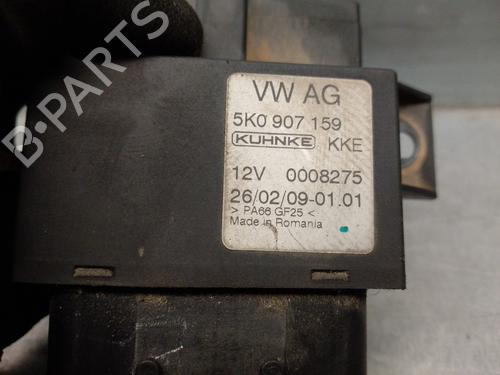 VW AG
5K0 907 159
KUHNKE KKE
12V 0008275
26/02/09-01.01
> PA66 GF25 <
Made in Romania
B-PARTS